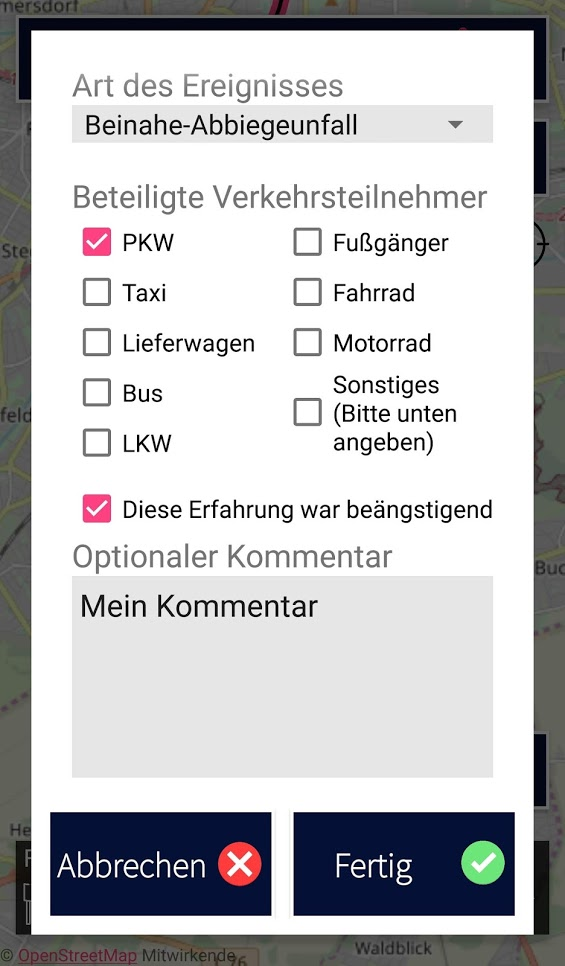 mersdorf
Art des Ereignisses
Beinahe-Abbiegeunfall
Beteiligte Verkehrsteilnehmer
PKW
Fußgänger
Taxi
Fahrrad
Lieferwagen
Motorrad
Bus
Sonstiges
(Bitte unten
angeben)
LKW
Diese Erfahrung war beängstigend
Optionaler Kommentar
Mein Kommentar
Abbrechen
Fertig
© OpenStreetMap Mitwirkende
Waldblick